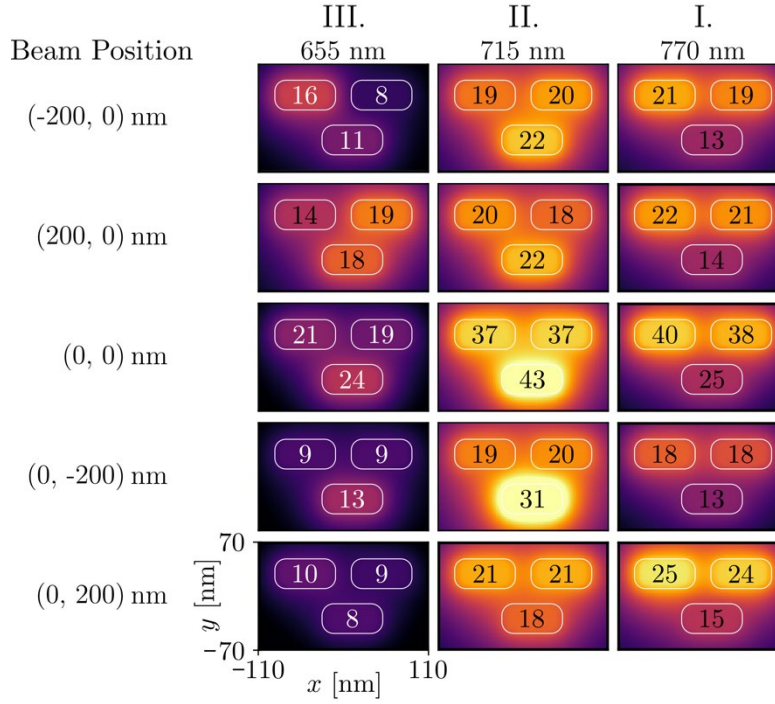 III. II. I.
Beam Position 655 nm 715 nm 770 nm
(-200, 0) nm 16 8 11 19 20 22 21 19 13
(200, 0) nm 14 19 18 20 18 22 22 21 14
(0, 0) nm 21 19 24 37 37 43 40 38 25
(0, -200) nm 9 9 13 19 20 31 18 18 13
(0, 200) nm 10 9 8 21 21 18 25 24 15
70
y [nm]
-70
-110 110
x [nm]